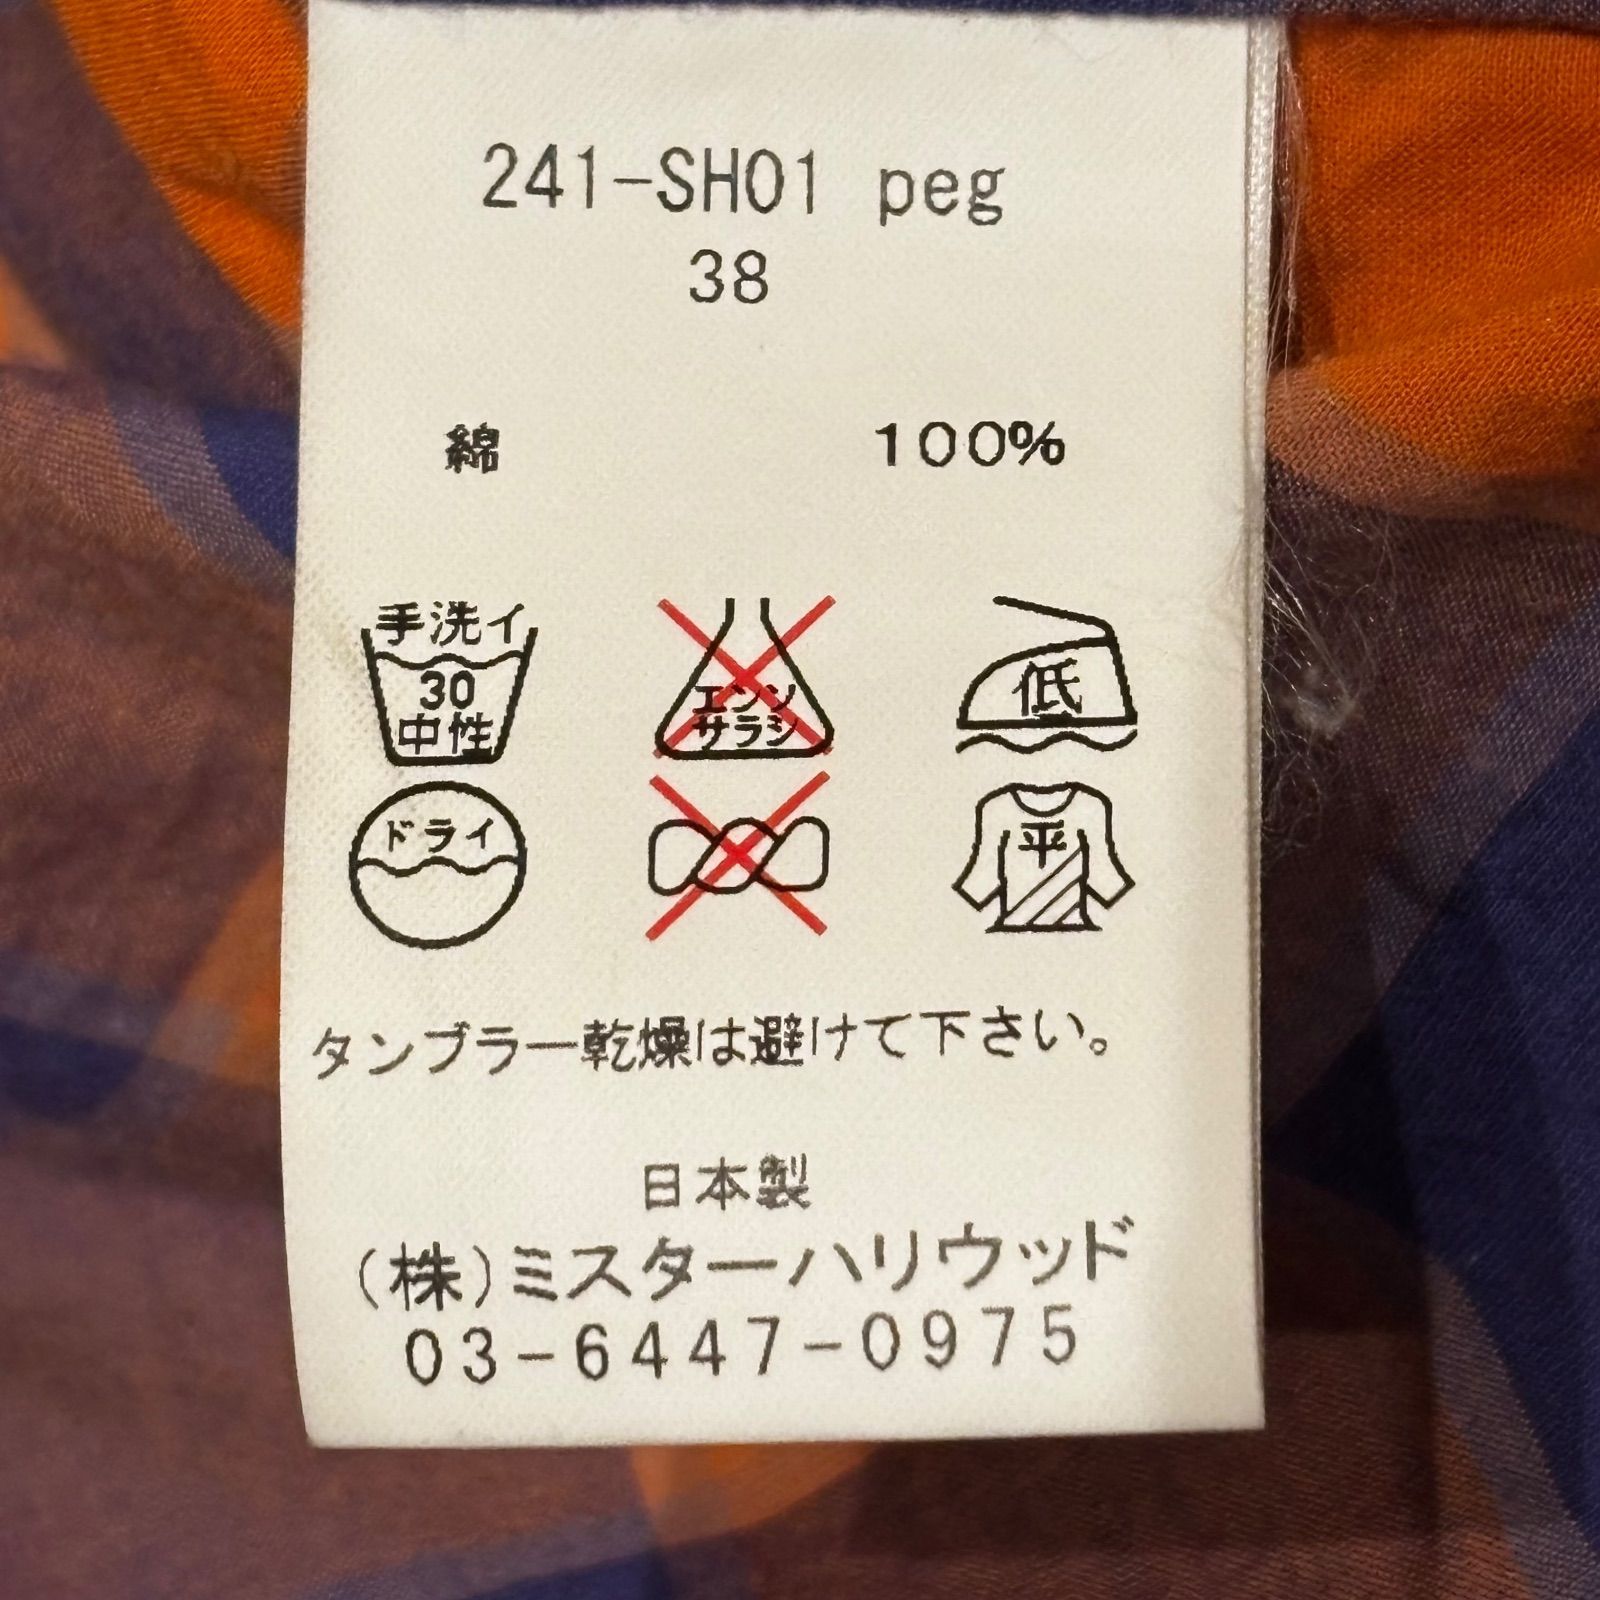 241-SH01 peg
38
綿 100%
手洗イ
30
中性
エンソ
サラシ
低
ドライ
平
タンブラー乾燥は避けて下さい。
日本製
(株)ミスターハリウッド
03-6447-0975